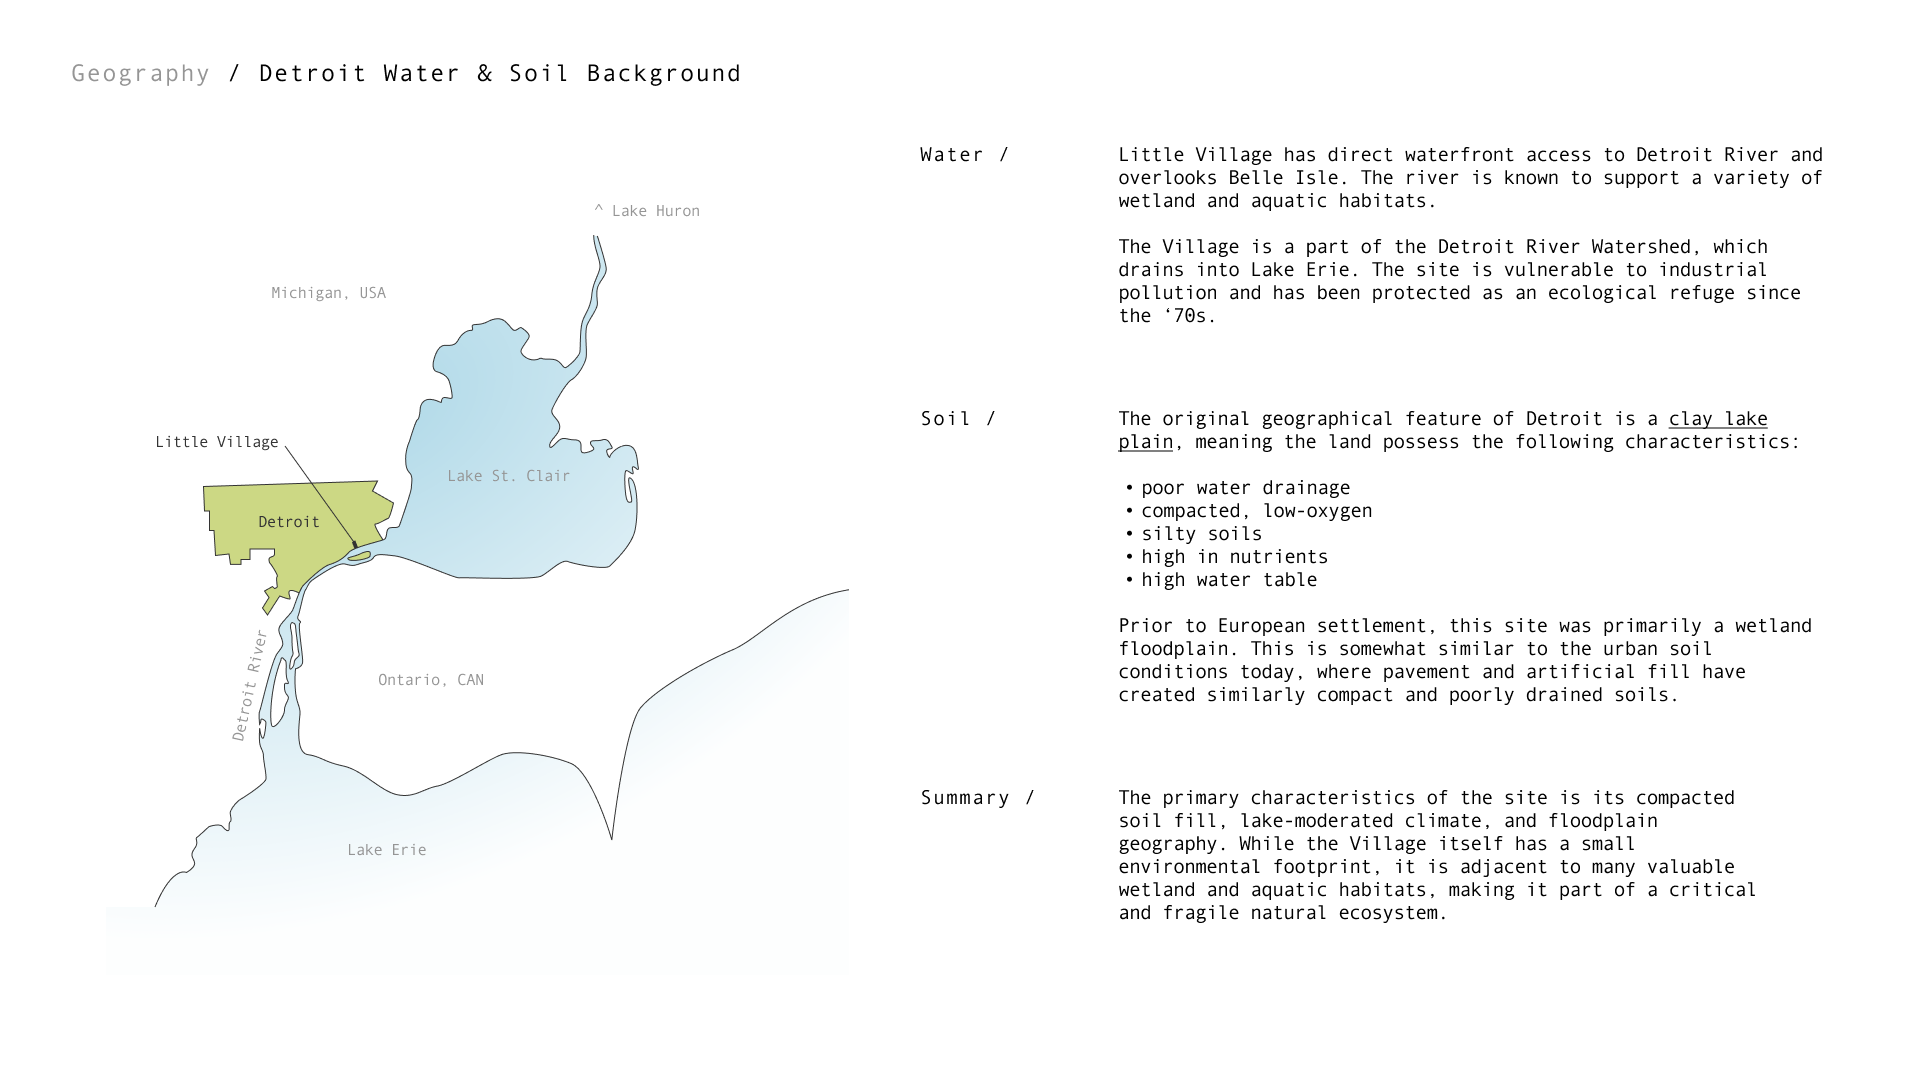 Geography / Detroit Water & Soil Background
^ Lake Huron
Michigan, USA
Little Village
Lake St. Clair
Detroit
Detroit River
Ontario, CAN
Lake Erie
Water /
Little Village has direct waterfront access to Detroit River and
overlooks Belle Isle. The river is known to support a variety of
wetland and aquatic habitats.
The Village is a part of the Detroit River Watershed, which
drains into Lake Erie. The site is vulnerable to industrial
pollution and has been protected as an ecological refuge since
the ‘70s.
Soil /
The original geographical feature of Detroit is a clay lake
plain, meaning the land possess the following characteristics:
• poor water drainage
• compacted, low-oxygen
• silty soils
• high in nutrients
• high water table
Prior to European settlement, this site was primarily a wetland
floodplain. This is somewhat similar to the urban soil
conditions today, where pavement and artificial fill have
created similarly compact and poorly drained soils.
Summary /
The primary characteristics of the site is its compacted
soil fill, lake-moderated climate, and floodplain
geography. While the Village itself has a small
environmental footprint, it is adjacent to many valuable
wetland and aquatic habitats, making it part of a critical
and fragile natural ecosystem.